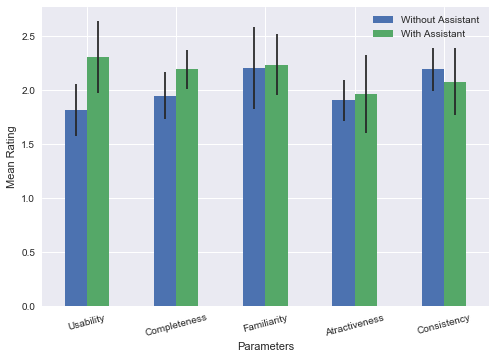 Without Assistant
With Assistant
Mean Rating
2.5
2.0
1.5
1.0
0.5
0.0
Usability
Completeness
Familiarity
Atractiveness
Consistency
Parameters